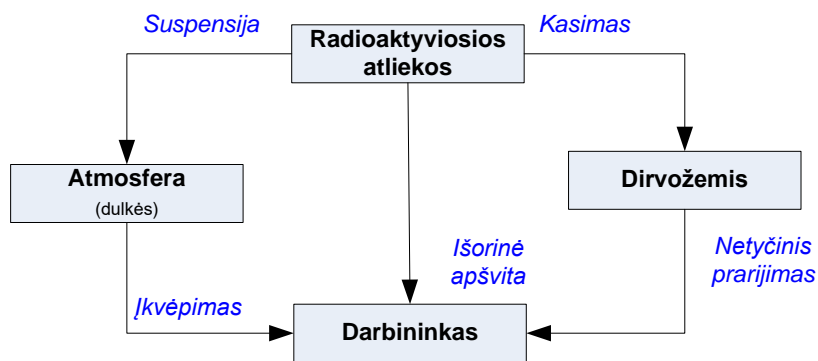 Suspensija
Radioaktyviosios
atliekos
Kasimas
Atmosfera
(dulkės)
Dirvožemis
Išorinė
apšvita
Netyčinis
prarijimas
Įkvėpimas
Darbininkas